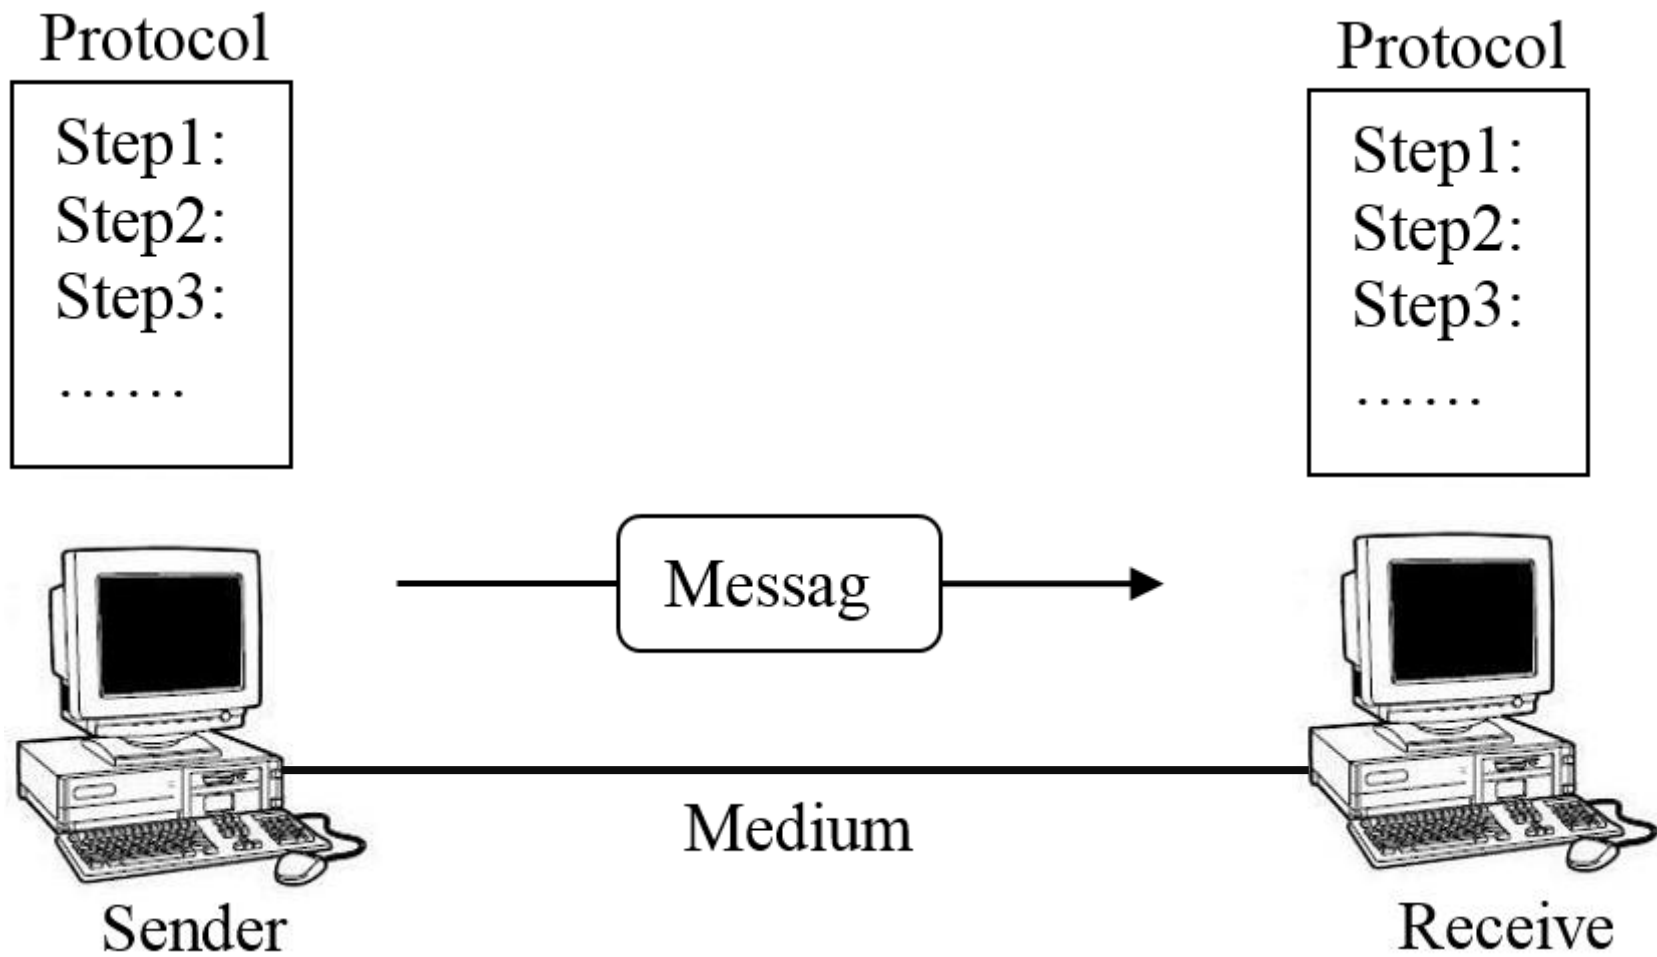 Protocol
Step1:
Step2:
Step3:
......
Protocol
Step1:
Step2:
Step3:
......
Messag
Medium
Sender
Receive